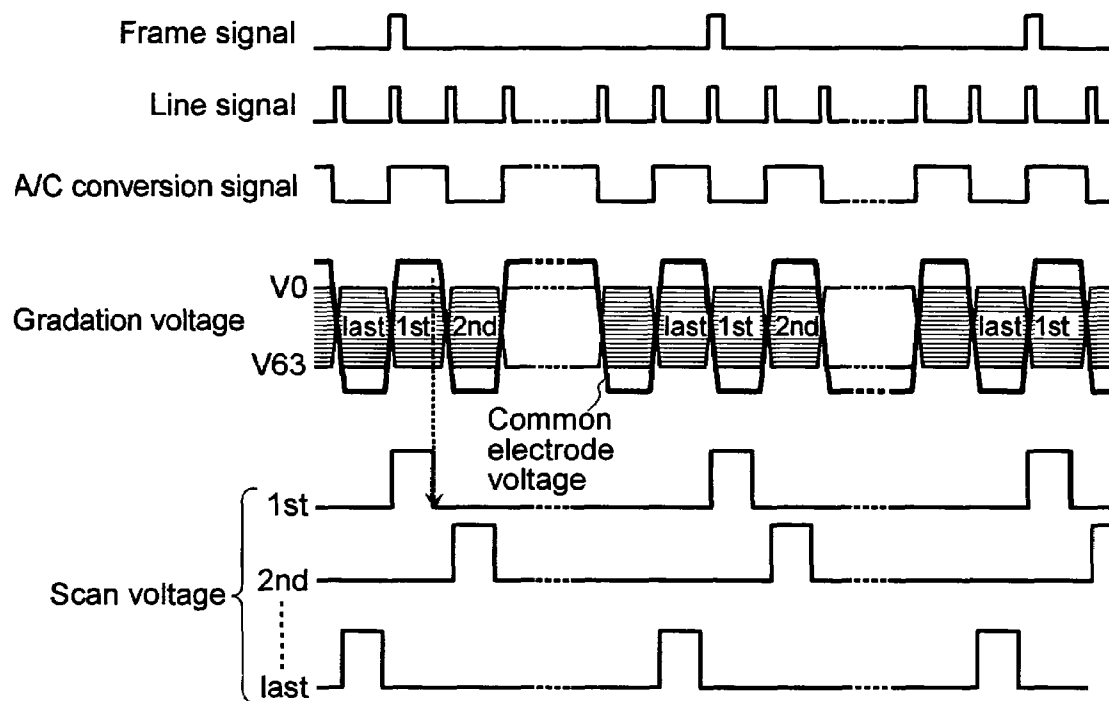 Frame signal
Line signal
A/C conversion signal
Gradation voltage
V0
V63
last 1st 2nd last 1st 2nd last 1st
Common
electrode
voltage
Scan voltage
1st
2nd
last